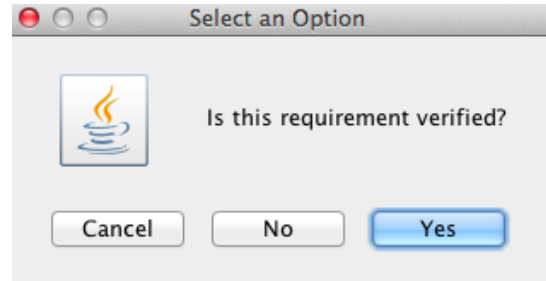 Select an Option
Is this requirement verified?
Cancel No Yes